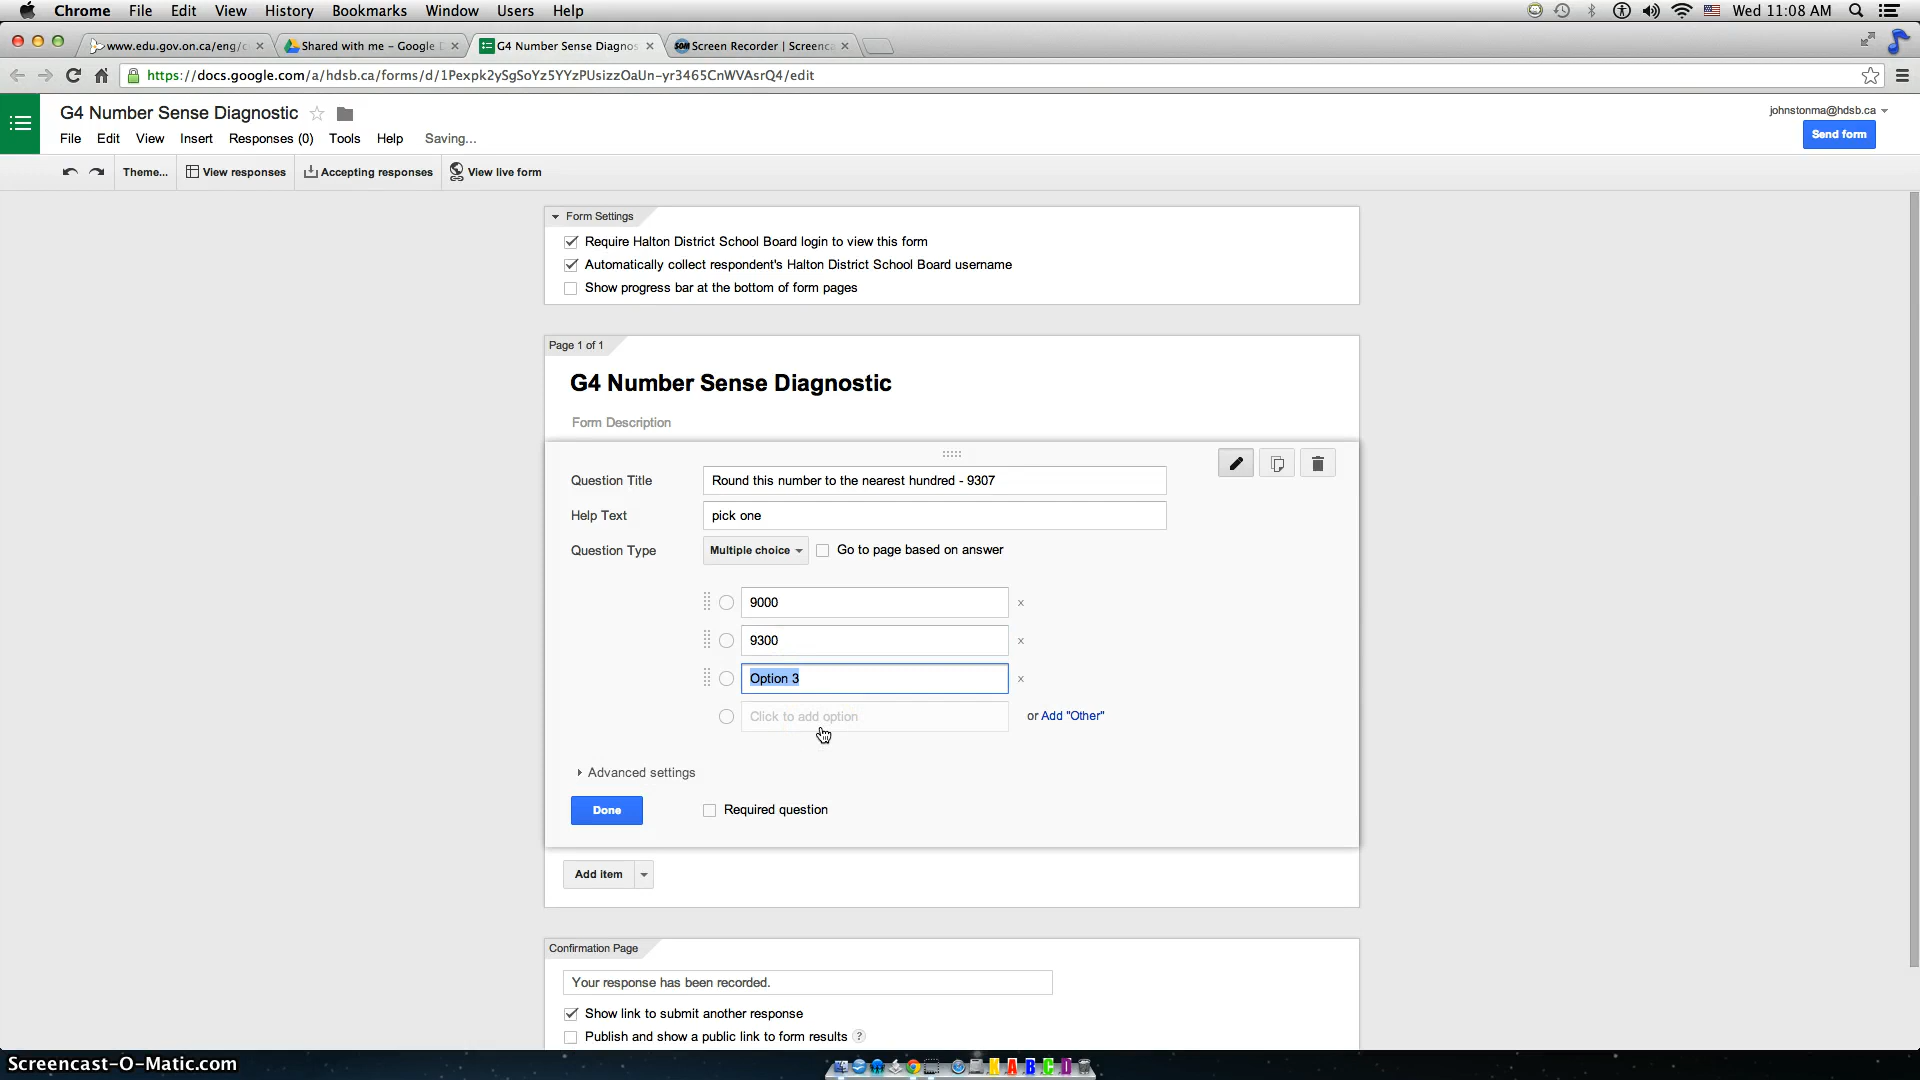 Chrome File Edit View History Bookmarks Window Users Help Wed 11:08 AM
www.edu.gov.on.ca/eng/c × Shared with me – Google D × G4 Number Sense Diagnos × SOM Screen Recorder | Screenca ×
https://docs.google.com/a/hdsb.ca/forms/d/1Pexpk2ySgSoYz5YYzPUsizzOaUn-yr3465CnWVAsrQ4/edit
G4 Number Sense Diagnostic
johnstonma@hdsb.ca
File Edit View Insert Responses (0) Tools Help Saving...
Send form
Theme... View responses Accepting responses View live form
Form Settings
Require Halton District School Board login to view this form
Automatically collect respondent's Halton District School Board username
Show progress bar at the bottom of form pages
Page 1 of 1
G4 Number Sense Diagnostic
Form Description
Question Title Round this number to the nearest hundred - 9307
Help Text pick one
Question Type Multiple choice Go to page based on answer
9000 x
9300 x
Option 3 x
Click to add option or Add "Other"
Advanced settings
Done Required question
Add item
Confirmation Page
Your response has been recorded.
Show link to submit another response
Publish and show a public link to form results ?
Screencast-O-Matic.com
A B C D